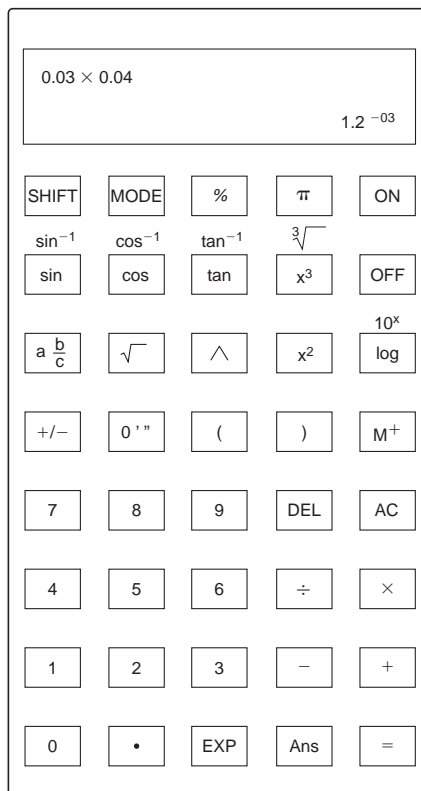 0.03 × 0.04
1.2 ⁻⁰³
SHIFT MODE % π ON
sin⁻¹ cos⁻¹ tan⁻¹ ³√
sin cos tan x³ OFF
10ˣ
a b/c √ ∧ x² log
+/− 0 ' " ( ) M⁺
7 8 9 DEL AC
4 5 6 ÷ ×
1 2 3 − +
0 • EXP Ans =